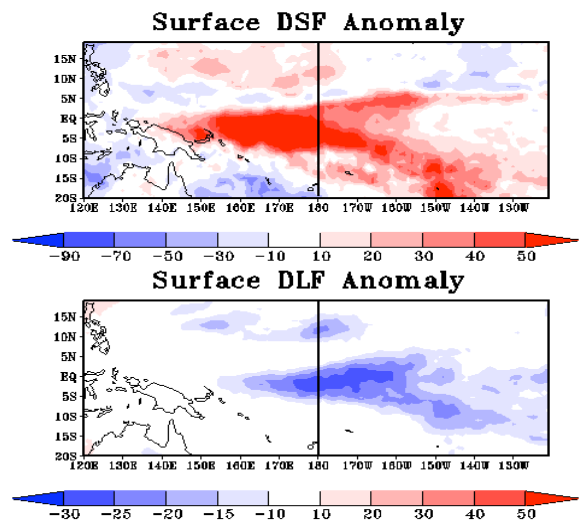 Surface DSF Anomaly
15N
10N
5N
EQ
5S
10S
15S
20S
120E 130E 140E 150E 160E 170E 180 170W 160W 150W 140W 130W
-90 -70 -50 -30 -10 10 20 30 40 50
Surface DLF Anomaly
15N
10N
5N
EQ
5S
10S
15S
20S
120E 130E 140E 150E 160E 170E 180 170W 160W 150W 140W 130W
-30 -25 -20 -15 -10 10 20 30 40 50